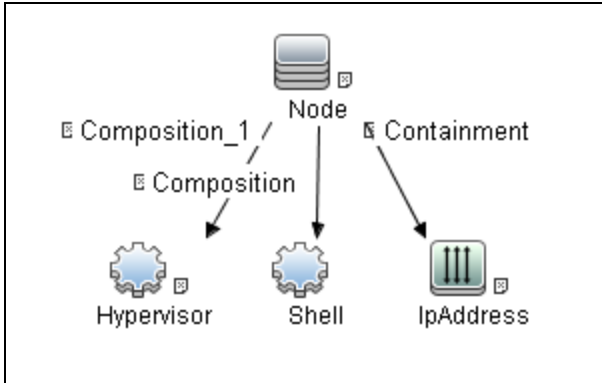 Node
Composition_1
Containment
Composition
Hypervisor
Shell
IpAddress